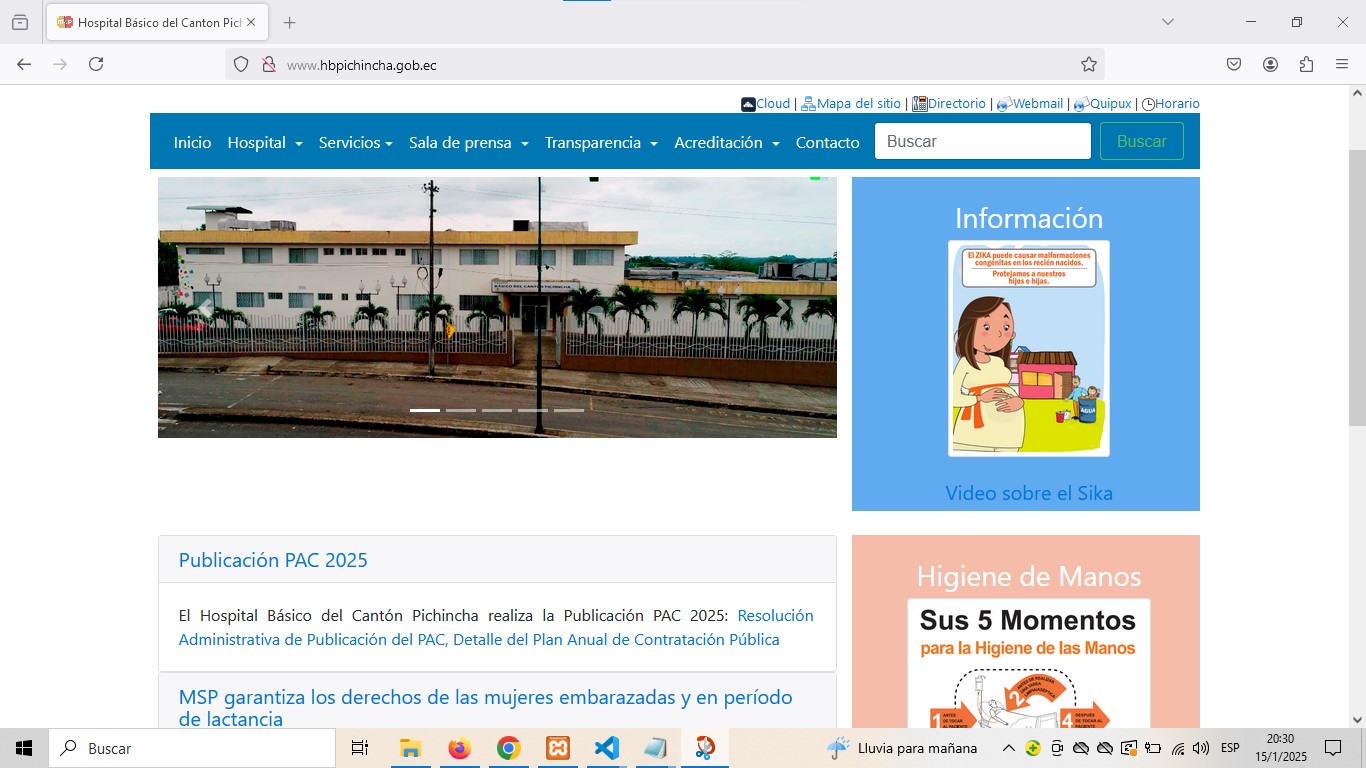 Hospital Básico del Canton Pich
www.hbpichincha.gob.ec
Cloud | Mapa del sitio | Directorio | Webmail | Quipux | Horario
Inicio Hospital Servicios Sala de prensa Transparencia Acreditación Contacto Buscar Buscar
BÁSICO DEL CANTON PICHINCHA
Información
El ZIKA puede causar malformaciones
congénitas en los recién nacidos.
Protejamos a nuestros
hijos e hijas.
AGUA
Video sobre el Sika
Publicación PAC 2025
El Hospital Básico del Cantón Pichincha realiza la Publicación PAC 2025: Resolución
Administrativa de Publicación del PAC, Detalle del Plan Anual de Contratación Pública
MSP garantiza los derechos de las mujeres embarazadas y en período
de lactancia
Higiene de Manos
Sus 5 Momentos
para la Higiene de las Manos
2 ANTES DE REALIZAR
UNA TAREA
1 ANTES
DE TOCAR
AL PACIENTE
4 DESPUÉS
DE TOCAR
AL PACIENTE
Buscar
Lluvia para mañana
ESP
20:30
15/1/2025